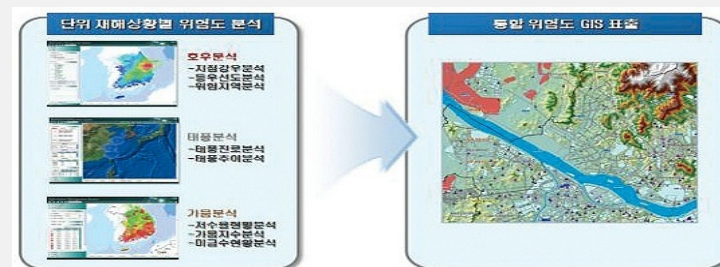 단위 재해상황별 위험도 분석
호우분석
-지점강우분석
-등우선도분석
-위험지역분석
태풍분석
-태풍진로분석
-태풍추이분석
가뭄분석
-저수율현황분석
-가뭄지수분석
-미급수현황분석
통합 위험도 GIS 표출